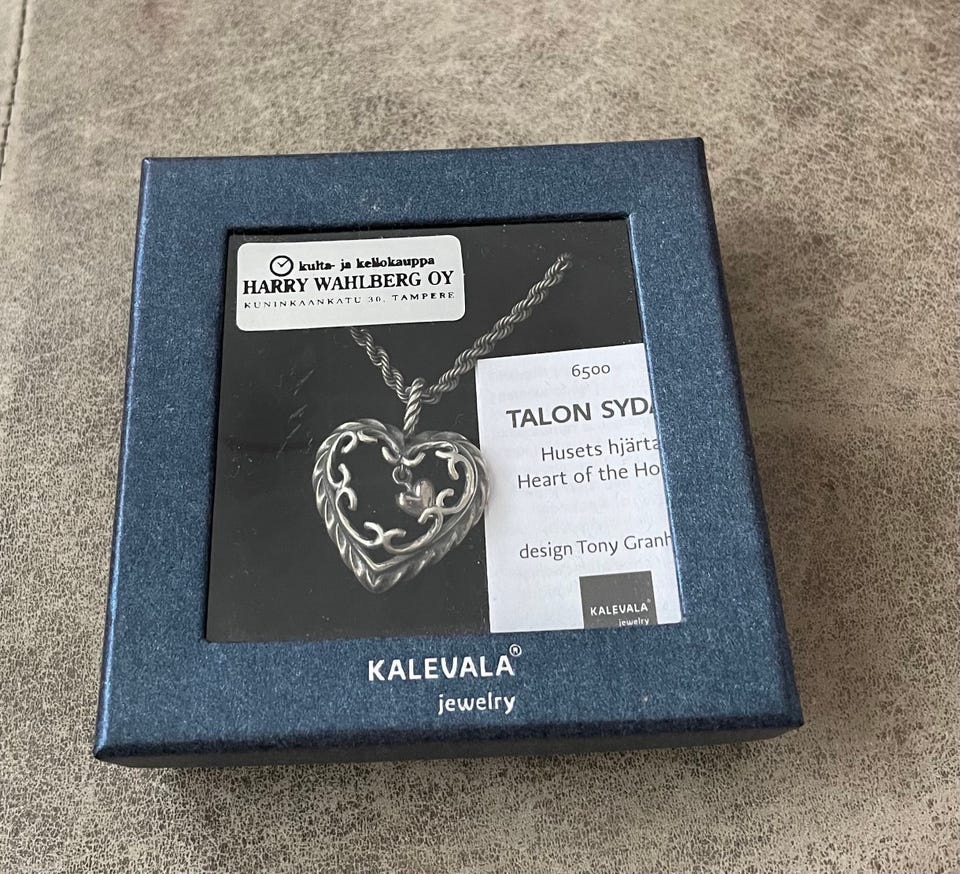 kulta- ja kellokauppa
HARRY WAHLBERG OY
KUNINKAANKATU 30, TAMPERE
6500
TALON SYDÄ
Husets hjärta
Heart of the Ho
design Tony Granh
KALEVALA®
jewelry
KALEVALA®
jewelry